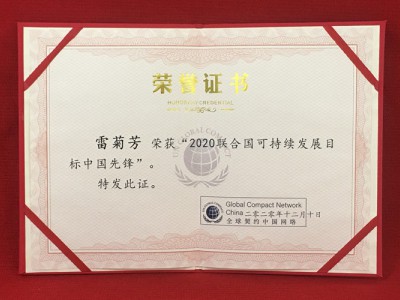 荣誉证书
HONORARY CREDENTIAL
雷菊芳 荣获“2020联合国可持续发展目
标中国先锋”。
特发此证。
Global Compact Network
China 二零二零年十二月十日
全球契约中国网络